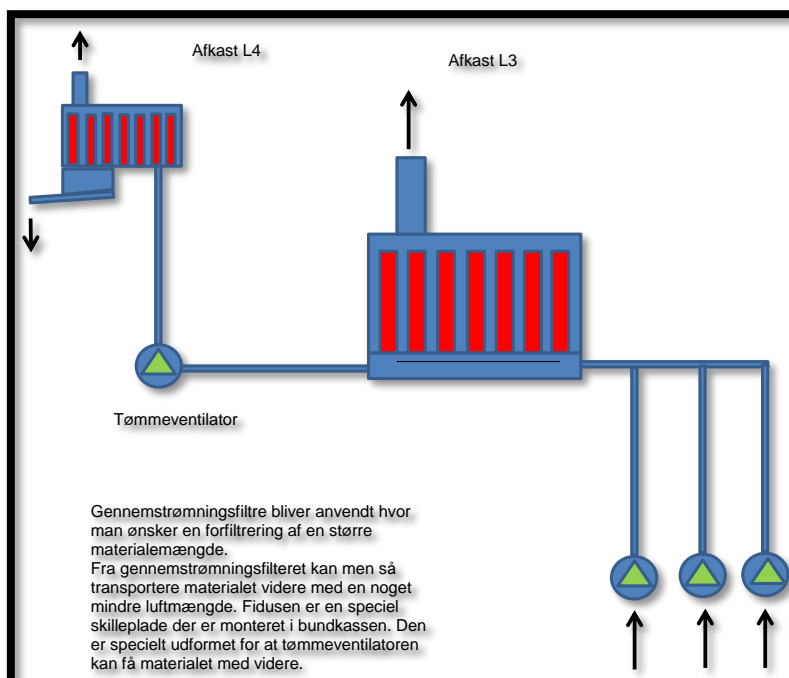 Afkast L4
Afkast L3
Tømmeventilator
Gennemstrømningsfiltre bliver anvendt hvor
man ønsker en forfiltrering af en større
materialemængde.
Fra gennemstrømningsfilteret kan men så
transportere materialet videre med en noget
mindre luftmængde. Fidusen er en speciel
skilleplade der er monteret i bundkassen. Den
er specielt udformet for at tømmeventilatoren
kan få materialet med videre.